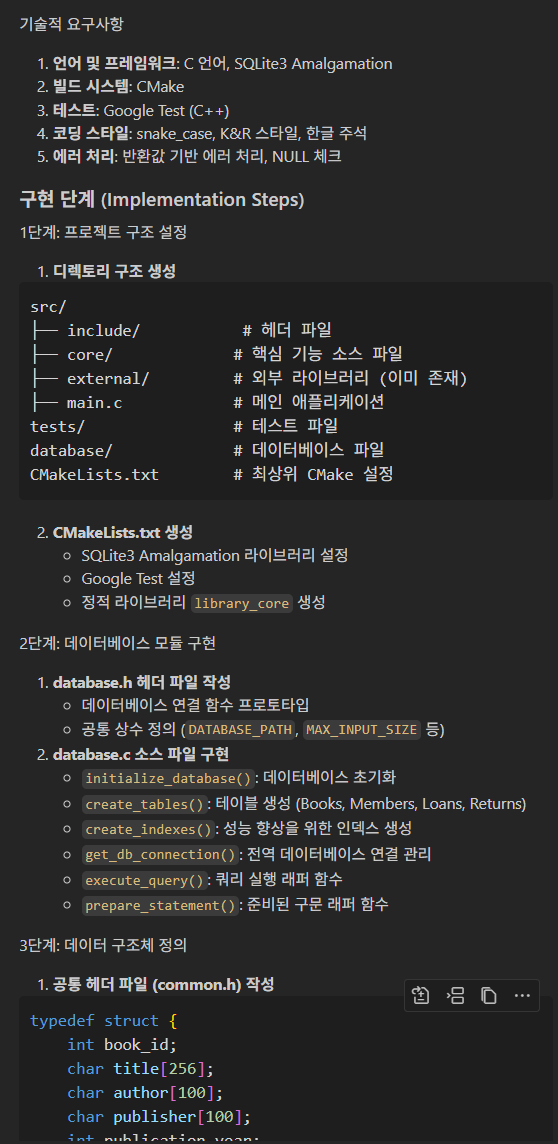 기술적 요구사항
1. 언어 및 프레임워크: C 언어, SQLite3 Amalgamation
2. 빌드 시스템: CMake
3. 테스트: Google Test (C++)
4. 코딩 스타일: snake_case, K&R 스타일, 한글 주석
5. 에러 처리: 반환값 기반 에러 처리, NULL 체크
구현 단계 (Implementation Steps)
1단계: 프로젝트 구조 설정
1. 디렉토리 구조 생성
src/
├── include/ # 헤더 파일
├── core/ # 핵심 기능 소스 파일
├── external/ # 외부 라이브러리 (이미 존재)
├── main.c # 메인 애플리케이션
tests/ # 테스트 파일
database/ # 데이터베이스 파일
CMakeLists.txt # 최상위 CMake 설정
2. CMakeLists.txt 생성
○ SQLite3 Amalgamation 라이브러리 설정
○ Google Test 설정
○ 정적 라이브러리 library_core 생성
2단계: 데이터베이스 모듈 구현
1. database.h 헤더 파일 작성
○ 데이터베이스 연결 함수 프로토타입
○ 공통 상수 정의 (DATABASE_PATH, MAX_INPUT_SIZE 등)
2. database.c 소스 파일 구현
○ initialize_database(): 데이터베이스 초기화
○ create_tables(): 테이블 생성 (Books, Members, Loans, Returns)
○ create_indexes(): 성능 향상을 위한 인덱스 생성
○ get_db_connection(): 전역 데이터베이스 연결 관리
○ execute_query(): 쿼리 실행 래퍼 함수
○ prepare_statement(): 준비된 구문 래퍼 함수
3단계: 데이터 구조체 정의
1. 공통 헤더 파일 (common.h) 작성
typedef struct {
int book_id;
char title[256];
char author[100];
char publisher[100];
int publication_year;